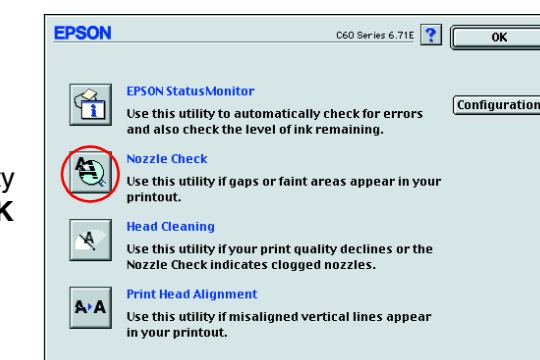 EPSON
C60 Series 6.71E
?
OK
EPSON StatusMonitor
Use this utility to automatically check for errors
and also check the level of ink remaining.
Configuration
Nozzle Check
Use this utility if gaps or faint areas appear in your
printout.
Head Cleaning
Use this utility if your print quality declines or the
Nozzle Check indicates clogged nozzles.
A
Print Head Alignment
Use this utility if misaligned vertical lines appear
in your printout.
A A
y
K